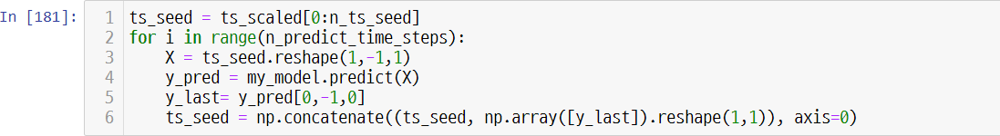 In [181]:
1 ts_seed = ts_scaled[0:n_ts_seed]
2 for i in range(n_predict_time_steps):
3     X = ts_seed.reshape(1,-1,1)
4     y_pred = my_model.predict(X)
5     y_last= y_pred[0,-1,0]
6     ts_seed = np.concatenate((ts_seed, np.array([y_last]).reshape(1,1)), axis=0)